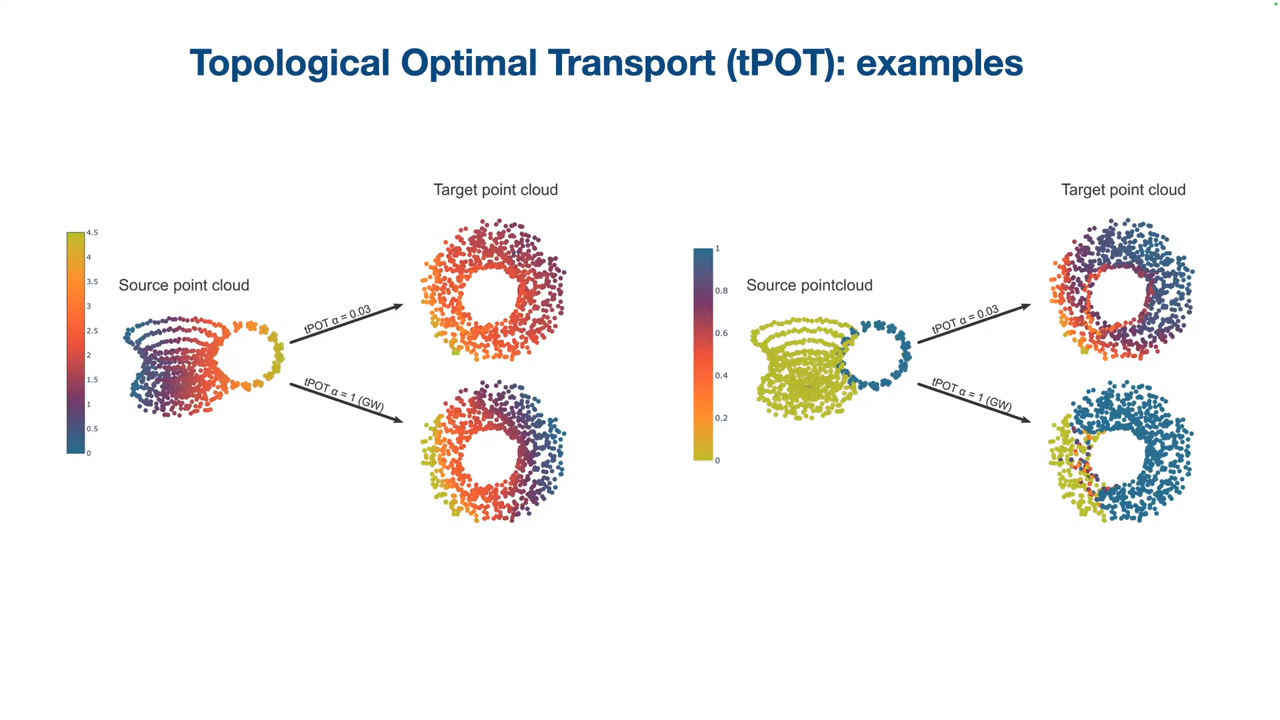 Topological Optimal Transport (tPOT): examples
Target point cloud
Source point cloud
4.5
4
3.5
3
2.5
2
1.5
1
0.5
0
tPOT α = 0.03
tPOT α = 1 (GW)
Target point cloud
Source pointcloud
1
0.8
0.6
0.4
0.2
0
tPOT α = 0.03
tPOT α = 1 (GW)